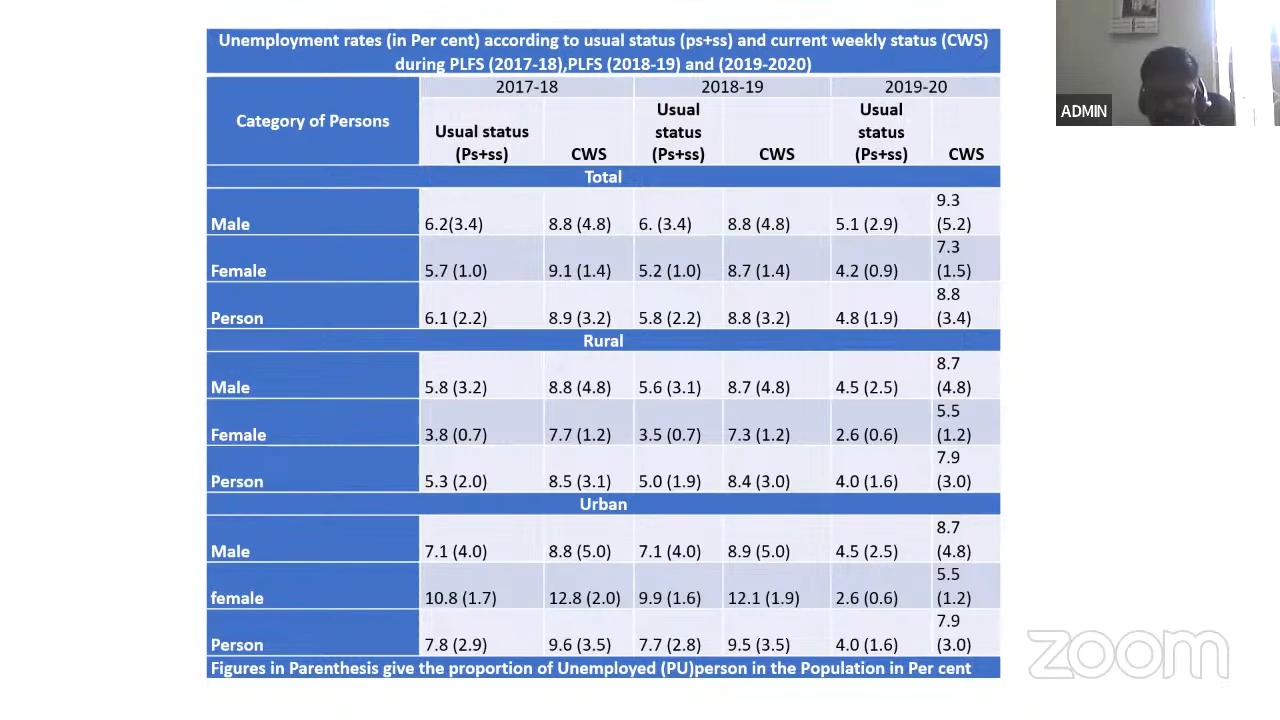 Unemployment rates (in Per cent) according to usual status (ps+ss) and current weekly status (CWS)
during PLFS (2017-18),PLFS (2018-19) and (2019-2020)
Category of Persons 2017-18 2018-19 2019-20
Usual status (Ps+ss) CWS Usual status (Ps+ss) CWS Usual status (Ps+ss) CWS
Total
Male 6.2(3.4) 8.8 (4.8) 6. (3.4) 8.8 (4.8) 5.1 (2.9) 9.3 (5.2)
Female 5.7 (1.0) 9.1 (1.4) 5.2 (1.0) 8.7 (1.4) 4.2 (0.9) 7.3 (1.5)
Person 6.1 (2.2) 8.9 (3.2) 5.8 (2.2) 8.8 (3.2) 4.8 (1.9) 8.8 (3.4)
Rural
Male 5.8 (3.2) 8.8 (4.8) 5.6 (3.1) 8.7 (4.8) 4.5 (2.5) 8.7 (4.8)
Female 3.8 (0.7) 7.7 (1.2) 3.5 (0.7) 7.3 (1.2) 2.6 (0.6) 5.5 (1.2)
Person 5.3 (2.0) 8.5 (3.1) 5.0 (1.9) 8.4 (3.0) 4.0 (1.6) 7.9 (3.0)
Urban
Male 7.1 (4.0) 8.8 (5.0) 7.1 (4.0) 8.9 (5.0) 4.5 (2.5) 8.7 (4.8)
female 10.8 (1.7) 12.8 (2.0) 9.9 (1.6) 12.1 (1.9) 2.6 (0.6) 5.5 (1.2)
Person 7.8 (2.9) 9.6 (3.5) 7.7 (2.8) 9.5 (3.5) 4.0 (1.6) 7.9 (3.0)
Figures in Parenthesis give the proportion of Unemployed (PU)person in the Population in Per cent
ADMIN
zoom